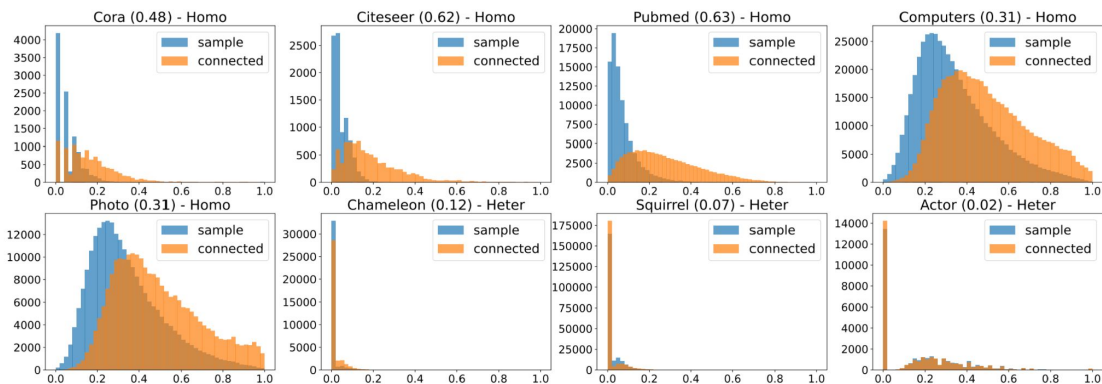 Cora (0.48) - Homo
4000
3500
3000
2500
2000
1500
1000
500
0
0.0 0.2 0.4 0.6 0.8 1.0
sample
connected
Citeseer (0.62) - Homo
2500
2000
1500
1000
500
0
0.0 0.2 0.4 0.6 0.8 1.0
sample
connected
Pubmed (0.63) - Homo
20000
17500
15000
12500
10000
7500
5000
2500
0
0.0 0.2 0.4 0.6 0.8 1.0
sample
connected
Computers (0.31) - Homo
25000
20000
15000
10000
5000
0
0.0 0.2 0.4 0.6 0.8 1.0
sample
connected
Photo (0.31) - Homo
12000
10000
8000
6000
4000
2000
0
0.0 0.2 0.4 0.6 0.8 1.0
sample
connected
Chameleon (0.12) - Heter
30000
25000
20000
15000
10000
5000
0
0.0 0.2 0.4 0.6 0.8 1.0
sample
connected
Squirrel (0.07) - Heter
175000
150000
125000
100000
75000
50000
25000
0
0.0 0.2 0.4 0.6 0.8 1.0
sample
connected
Actor (0.02) - Heter
14000
12000
10000
8000
6000
4000
2000
0
0.0 0.2 0.4 0.6 0.8 1.0
sample
connected